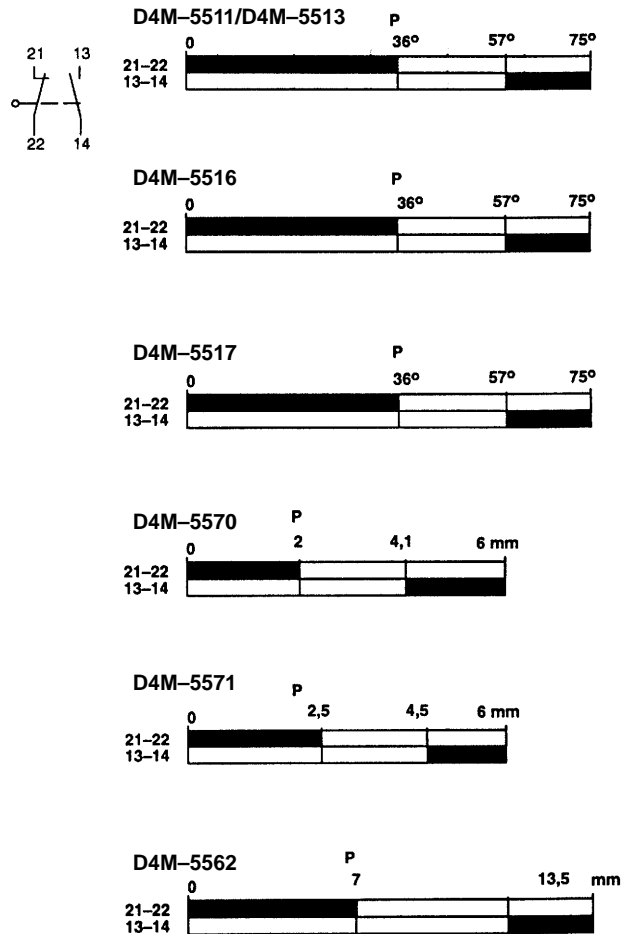 D4M–5511/D4M–5513
P
0 36º 57º 75º
21–22
13–14
21 13
22 14
D4M–5516
P
0 36º 57º 75º
21–22
13–14
D4M–5517
P
0 36º 57º 75º
21–22
13–14
D4M–5570
P
0 2 4,1 6 mm
21–22
13–14
D4M–5571
P
0 2,5 4,5 6 mm
21–22
13–14
D4M–5562
P
0 7 13,5 mm
21–22
13–14